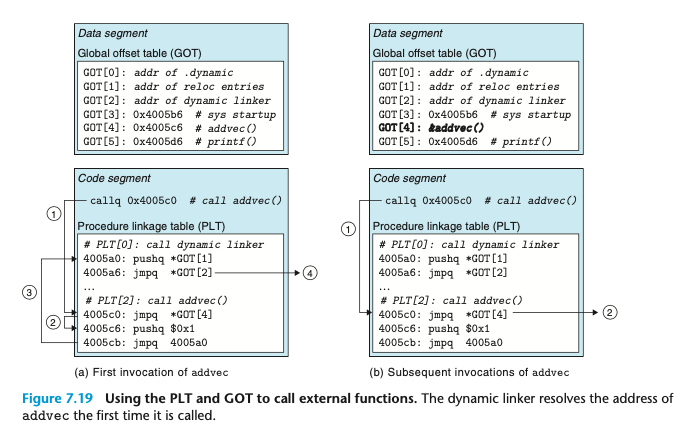 Data segment
Global offset table (GOT)
GOT[0]: addr of .dynamic
GOT[1]: addr of reloc entries
GOT[2]: addr of dynamic linker
GOT[3]: 0x4005b6 # sys startup
GOT[4]: 0x4005c6 # addvec()
GOT[5]: 0x4005d6 # printf()
Code segment
callq 0x4005c0 # call addvec()
Procedure linkage table (PLT)
# PLT[0]: call dynamic linker
4005a0: pushq *GOT[1]
4005a6: jmpq *GOT[2]
...
# PLT[2]: call addvec()
4005c0: jmpq *GOT[4]
4005c6: pushq $0x1
4005cb: jmpq 4005a0
1
2
3
4
(a) First invocation of addvec
Data segment
Global offset table (GOT)
GOT[0]: addr of .dynamic
GOT[1]: addr of reloc entries
GOT[2]: addr of dynamic linker
GOT[3]: 0x4005b6 # sys startup
GOT[4]: &addvec()
GOT[5]: 0x4005d6 # printf()
Code segment
callq 0x4005c0 # call addvec()
Procedure linkage table (PLT)
# PLT[0]: call dynamic linker
4005a0: pushq *GOT[1]
4005a6: jmpq *GOT[2]
...
# PLT[2]: call addvec()
4005c0: jmpq *GOT[4]
4005c6: pushq $0x1
4005cb: jmpq 4005a0
1
2
(b) Subsequent invocations of addvec
Figure 7.19 Using the PLT and GOT to call external functions. The dynamic linker resolves the address of
addvec the first time it is called.